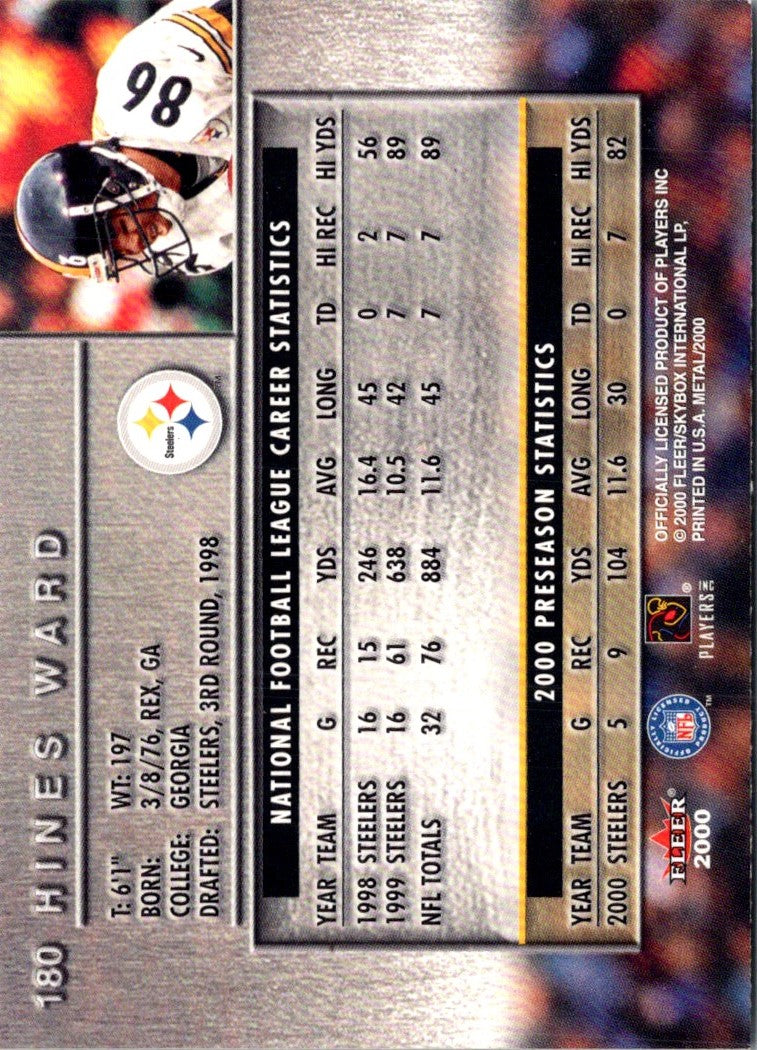 180 HINES WARD
T: 6'1" WT: 197
BORN: 3/8/76, REX, GA
COLLEGE: GEORGIA
DRAFTED: STEELERS, 3RD ROUND, 1998
Steelers
TM
86
NATIONAL FOOTBALL LEAGUE CAREER STATISTICS
YEAR TEAM G REC YDS AVG LONG TD HI REC HI YDS
1998 STEELERS 16 15 246 16.4 45 0 2 56
1999 STEELERS 16 61 638 10.5 42 7 7 89
NFL TOTALS 32 76 884 11.6 45 7 7 89
2000 PRESEASON STATISTICS
YEAR TEAM G REC YDS AVG LONG TD HI REC HI YDS
2000 STEELERS 5 9 104 11.6 30 0 7 82
FLEER®
2000
OFFICIALLY LICENSED PRODUCT
NFL
TM
PLAYERS INC
®
OFFICIALLY LICENSED PRODUCT OF PLAYERS INC
© 2000 FLEER/SKYBOX INTERNATIONAL LP,
PRINTED IN U.S.A. METAL/2000